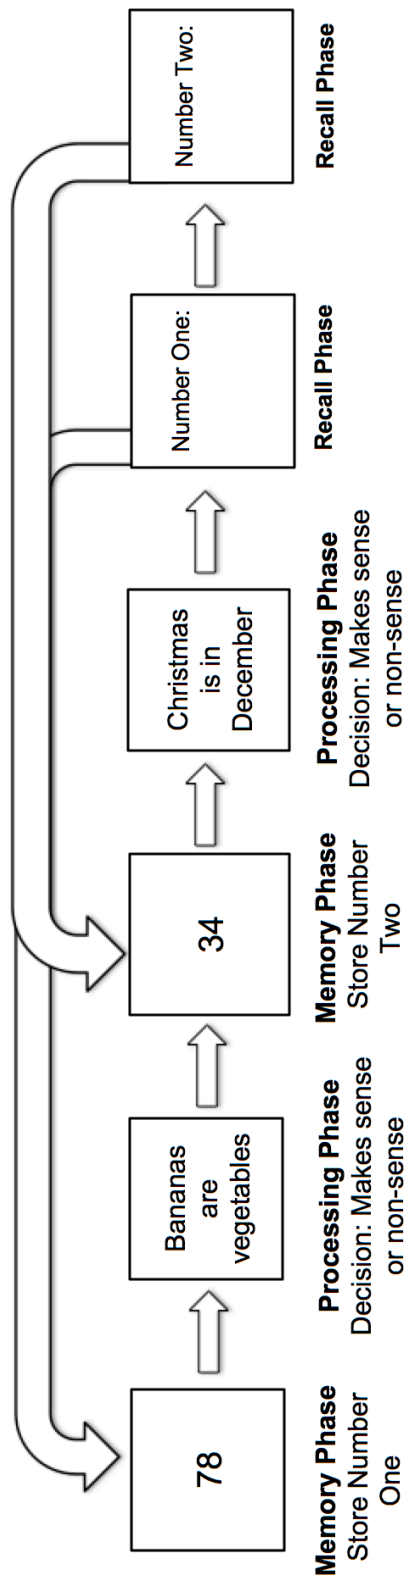 78
Memory Phase
Store Number
One
Bananas
are
vegetables
Processing Phase
Decision: Makes sense
or non-sense
34
Memory Phase
Store Number
Two
Christmas
is in
December
Processing Phase
Decision: Makes sense
or non-sense
Number One:
Recall Phase
Number Two:
Recall Phase